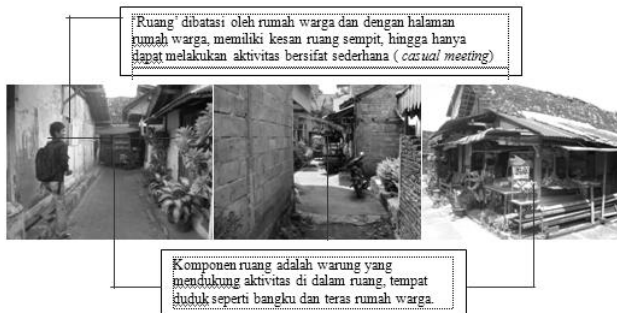 'Ruang' dibatasi oleh rumah warga dan dengan halaman
rumah warga, memiliki kesan ruang sempit, hingga hanya
dapat melakukan aktivitas bersifat sederhana ( casual meeting)
Komponen ruang adalah warung yang
mendukung aktivitas di dalam ruang, tempat
duduk seperti bangku dan teras rumah warga.